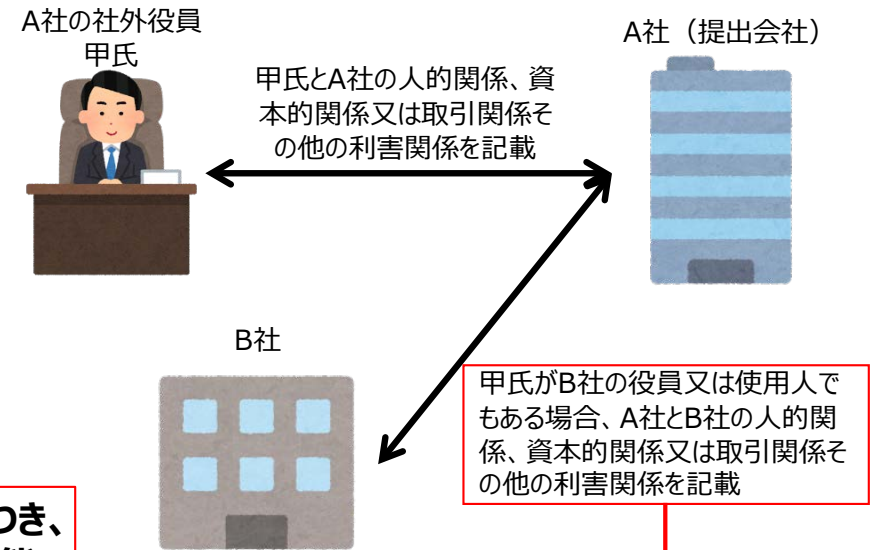 A社の社外役員
甲氏
A社（提出会社）
甲氏とA社の人的関係、資
本的関係又は取引関係そ
の他の利害関係を記載
B社
甲氏がB社の役員又は使用人で
もある場合、A社とB社の人的関
係、資本的関係又は取引関係そ
の他の利害関係を記載
つき、